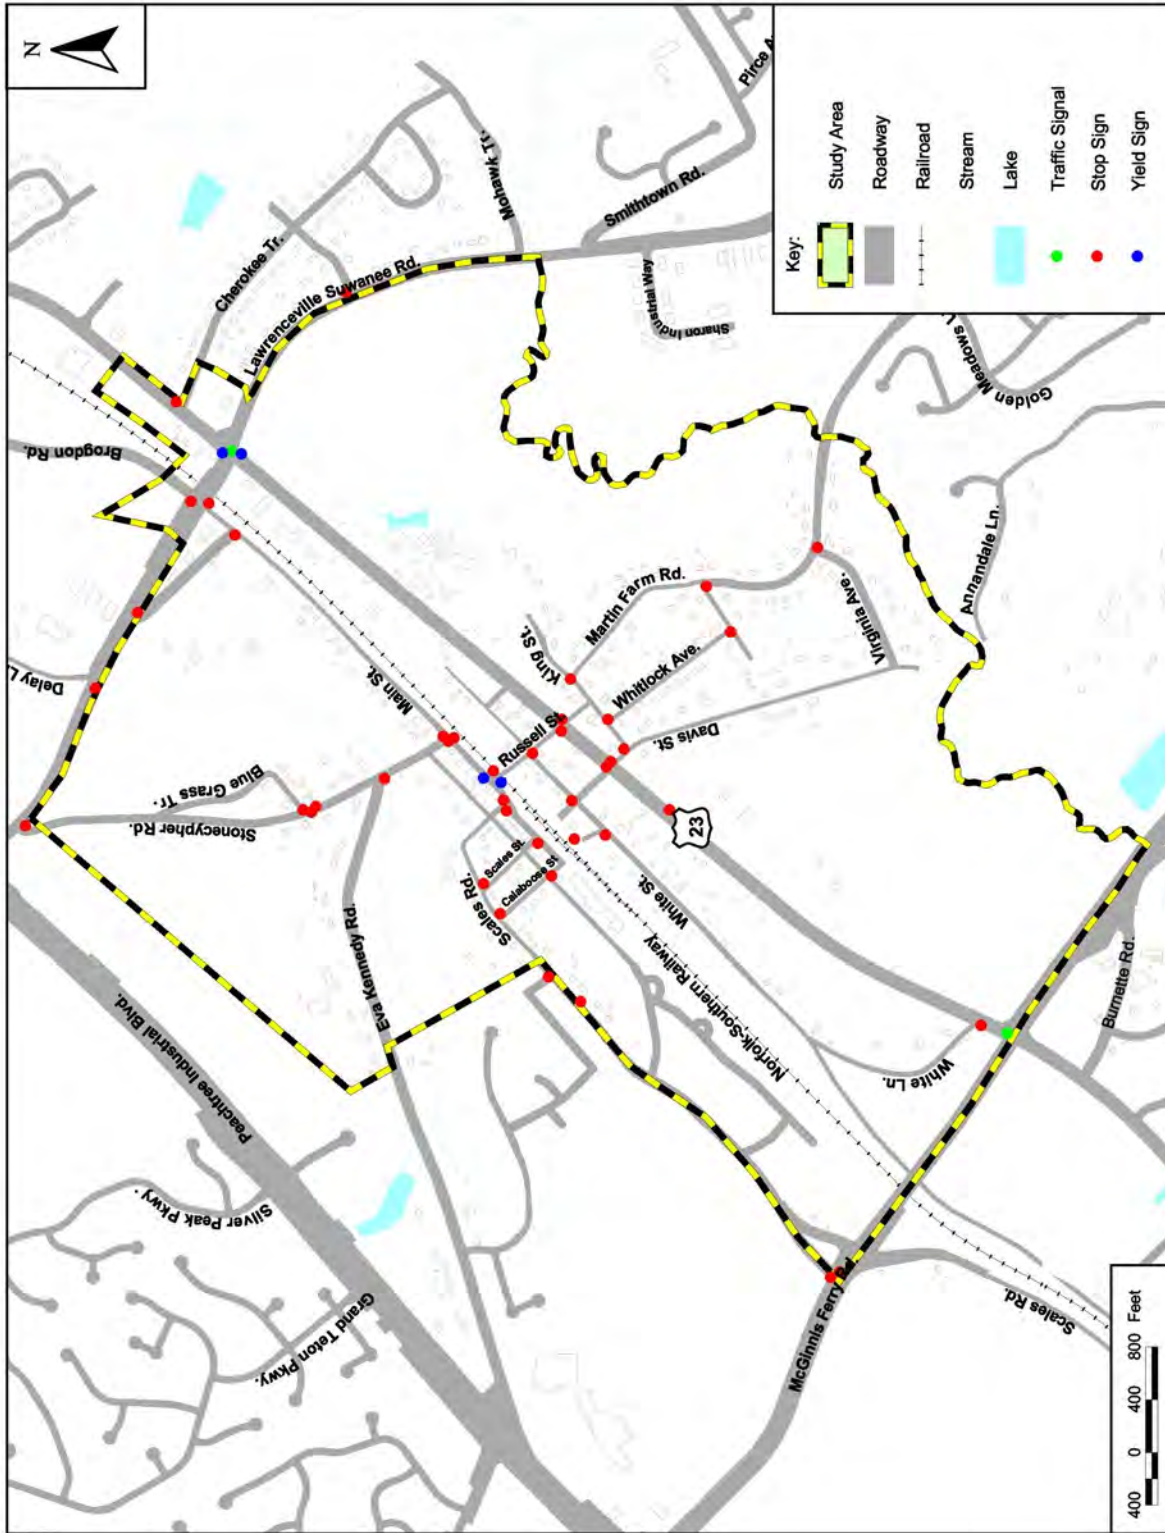 N
Brogdon Rd.
Cherokee Tr.
Lawrenceville Suwanee Rd.
Mohawk Tr.
Smithtown Rd.
Sharon Industrial Way
Delay L
Main St.
Blue Grass Tr.
Stonecypher Rd.
Eva Kennedy Rd.
Scales Rd.
Scales St.
Calaboose St.
Russell St.
King St.
Martin Farm Rd.
Whitlock Ave.
Davis St.
Virginia Ave.
Annandale Ln.
Golden Meadows L
White St.
23
Norfolk-Southern Railway
White Ln.
Burnette Rd.
Peachtree Industrial Blvd.
Silver Peak Pkwy.
Grand Teton Pkwy.
McGinnis Ferry Rd.
Scales Rd.
Key:
Study Area
Roadway
Railroad
Stream
Lake
Traffic Signal
Stop Sign
Yield Sign
400 0 400 800 Feet